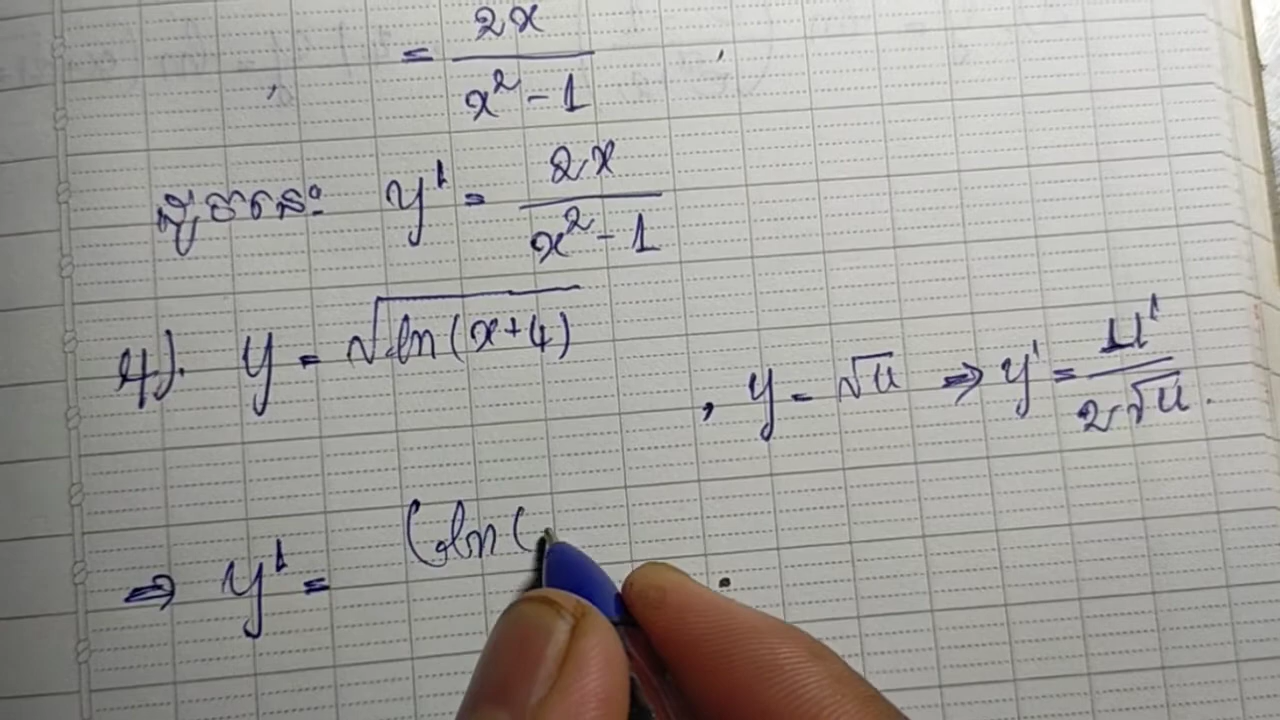 = 2x / x² - 1
ដូចនេះ y' = 2x / x² - 1
4). y = √ln(x+4) , y = √u ⇒ y' = u' / 2√u .
⇒ y' = (ln(